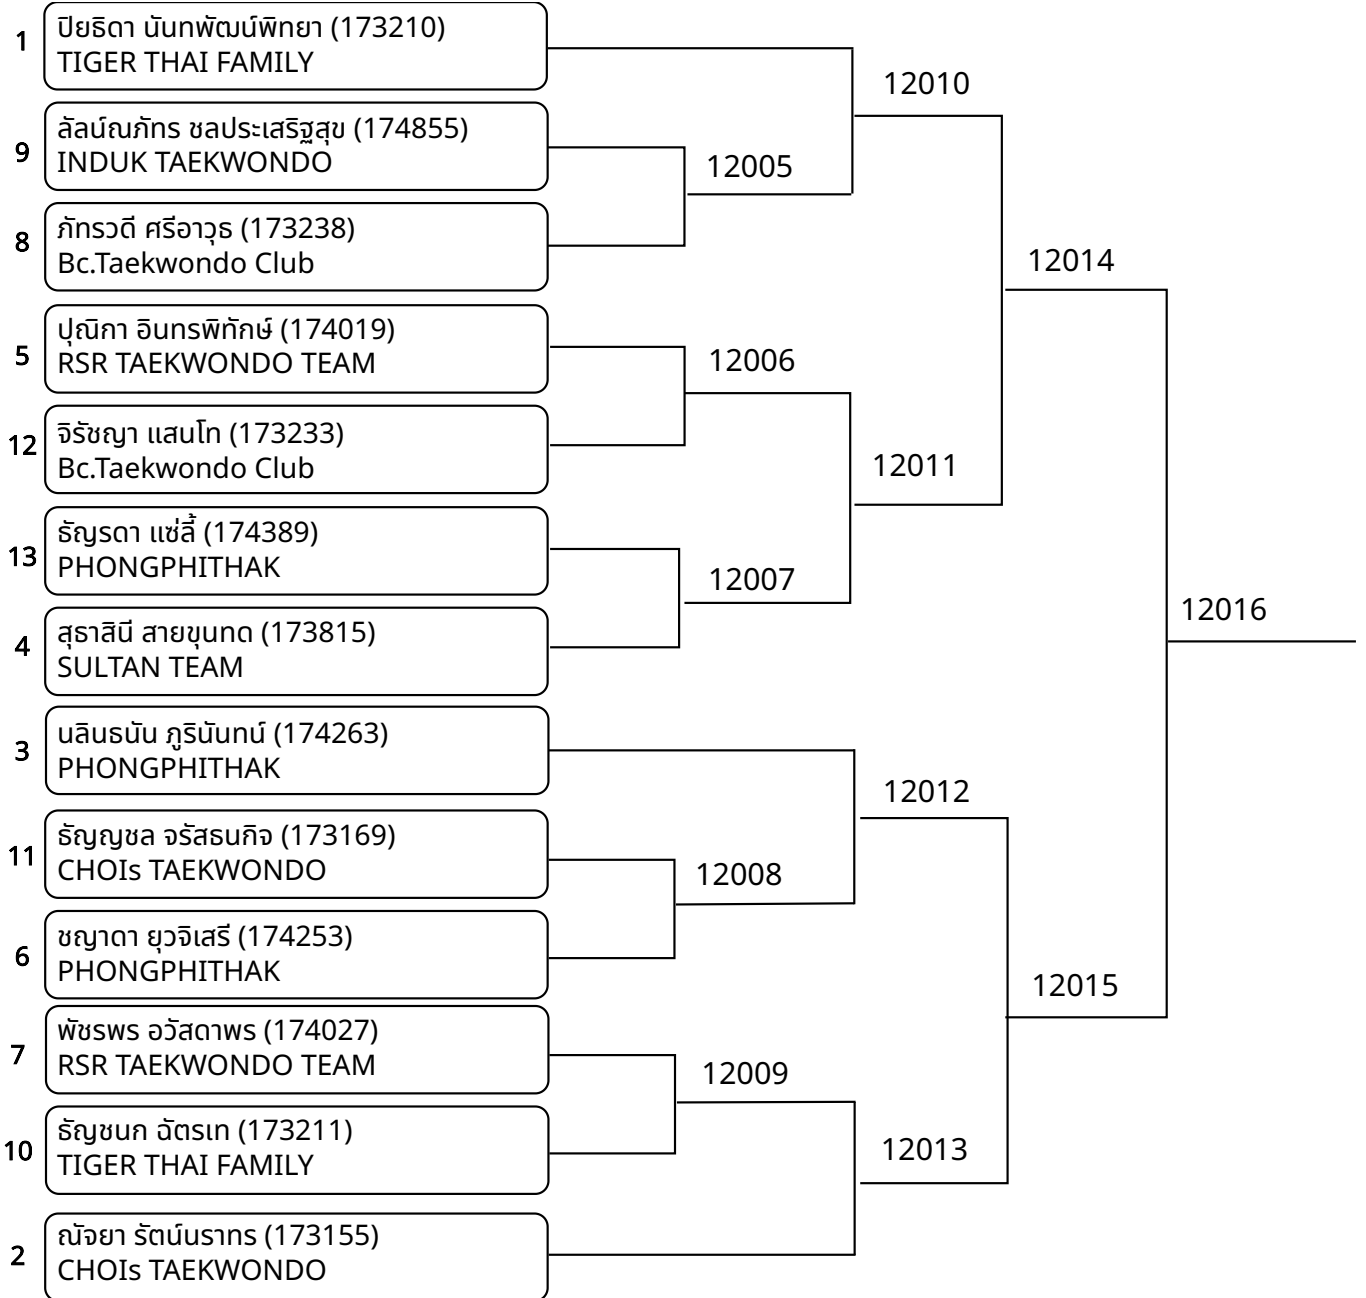 1
ปิยธิดา นันทพัฒน์พิทยา (173210)
TIGER THAI FAMILY
12010
9
ลัลน์ณภัทร ชลประเสริฐสุข (174855)
INDUK TAEKWONDO
12005
8
ภัทรวดี ศรีอาวุธ (173238)
Bc.Taekwondo Club
12014
5
ปุณิกา อินทรพิทักษ์ (174019)
RSR TAEKWONDO TEAM
12006
12
จิรัชญา แสนโท (173233)
Bc.Taekwondo Club
12011
13
ธัญรดา แซ่ลี้ (174389)
PHONGPHITHAK
12007
4
สุธาสินี สายขุนทด (173815)
SULTAN TEAM
12016
3
นลินธนัน ภูรินันทน์ (174263)
PHONGPHITHAK
12012
11
ธัญญชล จรัสธนกิจ (173169)
CHOIs TAEKWONDO
12008
6
ชญาดา ยุวจิเสรี (174253)
PHONGPHITHAK
12015
7
พัชรพร อวัสดาพร (174027)
RSR TAEKWONDO TEAM
12009
10
ธัญชนก ฉัตรเท (173211)
TIGER THAI FAMILY
12013
2
ณัจยา รัตน์นราทร (173155)
CHOIs TAEKWONDO